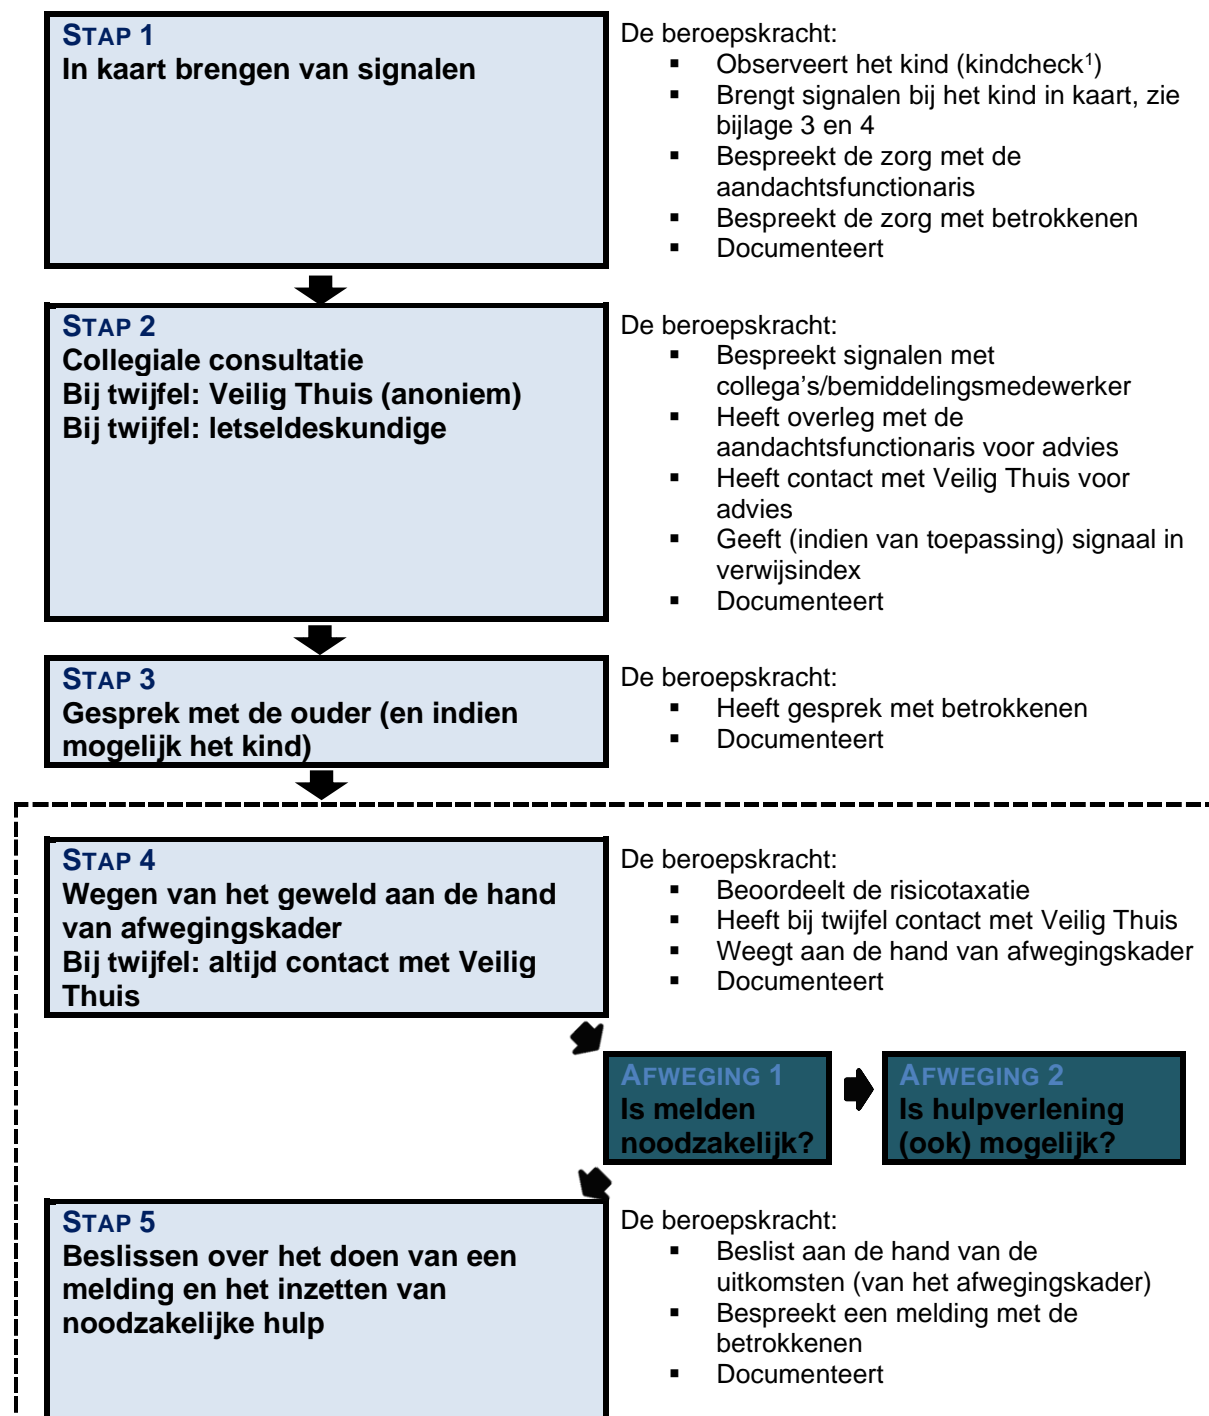 STAP 1
In kaart brengen van signalen
De beroepskracht:
▪ Observeert het kind (kindcheck¹)
▪ Brengt signalen bij het kind in kaart, zie
bijlage 3 en 4
▪ Bespreekt de zorg met de
aandachtsfunctionaris
▪ Bespreekt de zorg met betrokkenen
▪ Documenteert
STAP 2
Collegiale consultatie
Bij twijfel: Veilig Thuis (anoniem)
Bij twijfel: letseldeskundige
De beroepskracht:
▪ Bespreekt signalen met
collega's/bemiddelingsmedewerker
▪ Heeft overleg met de
aandachtsfunctionaris voor advies
▪ Heeft contact met Veilig Thuis voor
advies
▪ Geeft (indien van toepassing) signaal in
verwijsindex
▪ Documenteert
STAP 3
Gesprek met de ouder (en indien
mogelijk het kind)
De beroepskracht:
▪ Heeft gesprek met betrokkenen
▪ Documenteert
STAP 4
Wegen van het geweld aan de hand
van afwegingskader
Bij twijfel: altijd contact met Veilig
Thuis
De beroepskracht:
▪ Beoordeelt de risicotaxatie
▪ Heeft bij twijfel contact met Veilig Thuis
▪ Weegt aan de hand van afwegingskader
▪ Documenteert
AFWEGING 1
Is melden
noodzakelijk?
AFWEGING 2
Is hulpverlening
(ook) mogelijk?
STAP 5
Beslissen over het doen van een
melding en het inzetten van
noodzakelijke hulp
De beroepskracht:
▪ Beslist aan de hand van de
uitkomsten (van het afwegingskader)
▪ Bespreekt een melding met de
betrokkenen
▪ Documenteert